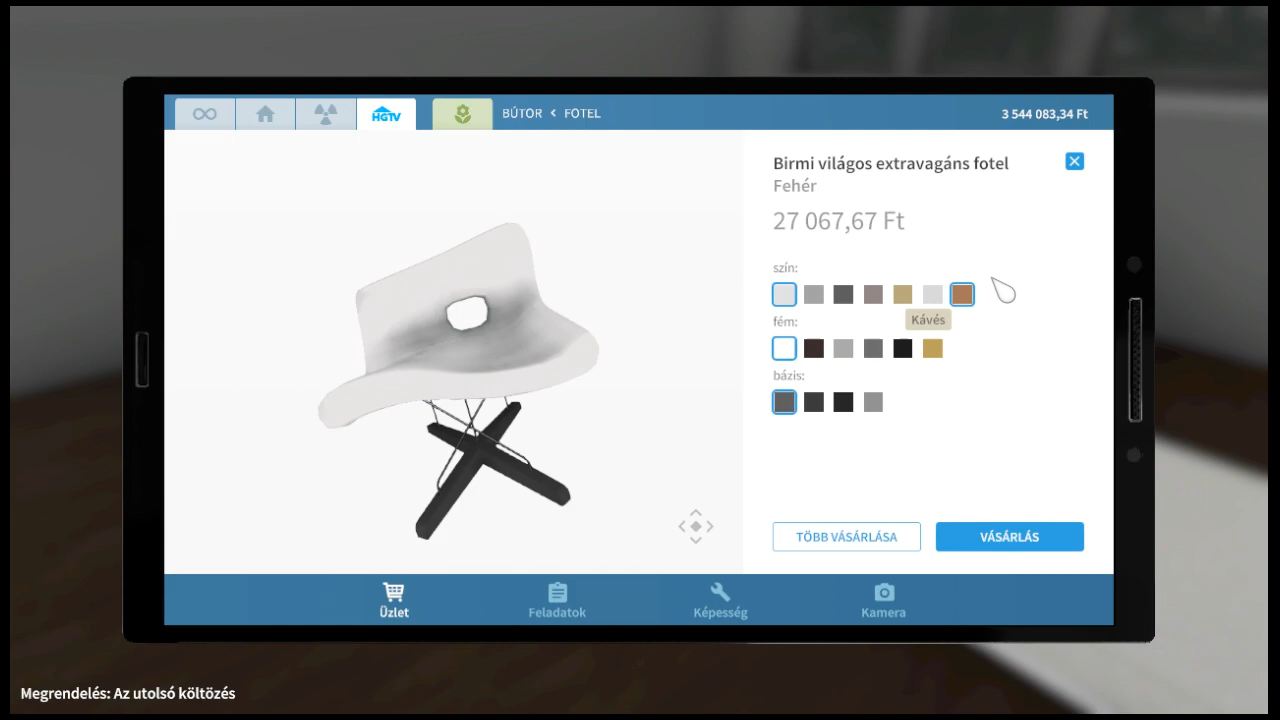 HGTV
BÚTOR < FOTEL
3 544 083,34 Ft
Birmi világos extravagáns fotel
Fehér
27 067,67 Ft
szín:
Kávés
fém:
bázis:
TÖBB VÁSÁRLÁSA
VÁSÁRLÁS
Üzlet
Feladatok
Képesség
Kamera
Megrendelés: Az utolsó költözés